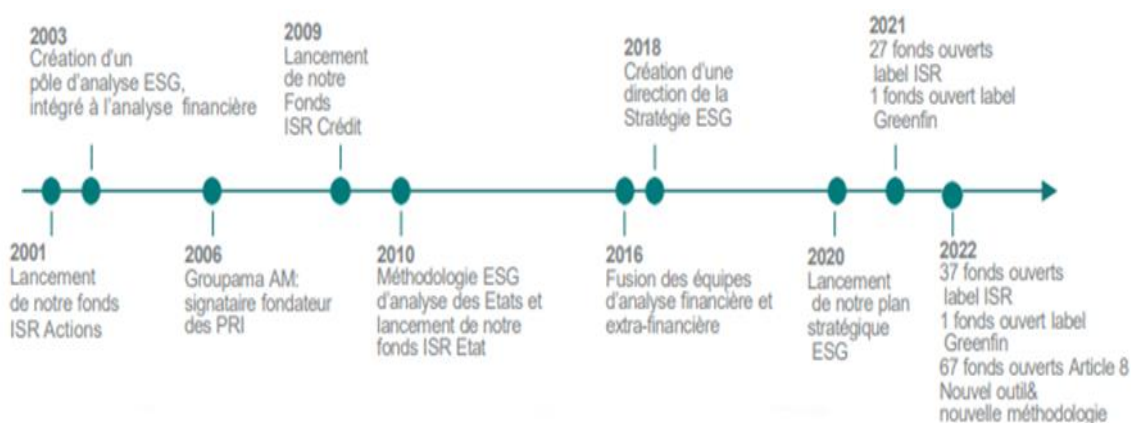 2003
Création d'un
pôle d'analyse ESG,
intégré à l'analyse financière
2009
Lancement
de notre
Fonds
ISR Crédit
2018
Création d'une
direction de la
Stratégie ESG
2021
27 fonds ouverts
label ISR
1 fonds ouvert label
Greenfin
2001
Lancement
de notre fonds
ISR Actions
2006
Groupama AM:
signataire fondateur
des PRI
2010
Méthodologie ESG
d'analyse des Etats et
lancement de notre
fonds ISR Etat
2016
Fusion des équipes
d'analyse financière et
extra-financière
2020
Lancement
de notre plan
stratégique
ESG
2022
37 fonds ouverts
label ISR
1 fonds ouvert label
Greenfin
67 fonds ouverts Article 8
Nouvel outil&
nouvelle méthodologie